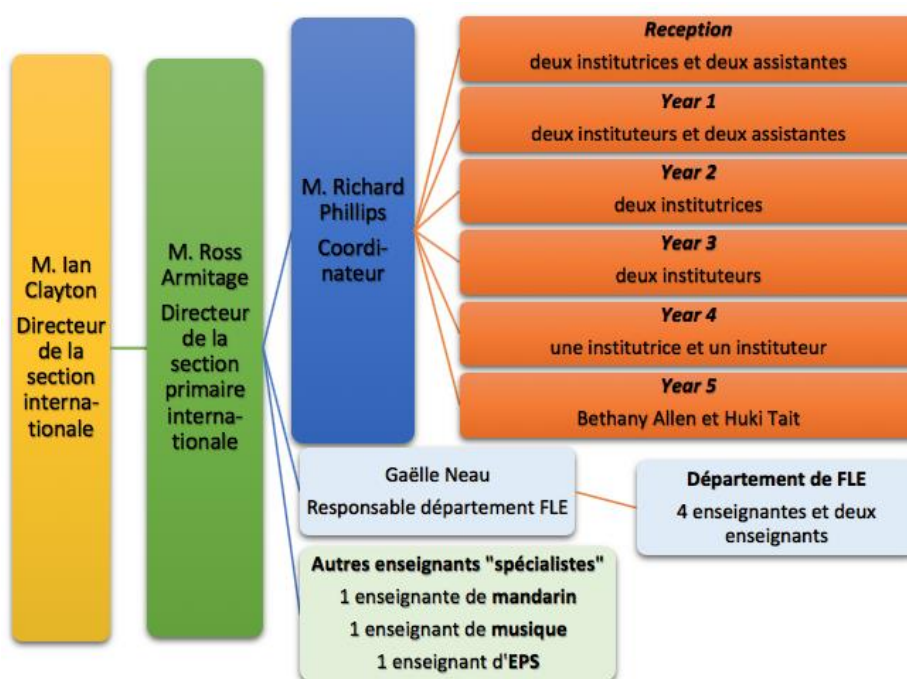 M. Ian
Clayton
Directeur
de la
section
interna-
tionale
M. Ross
Armitage
Directeur
de la
section
primaire
interna-
tionale
M. Richard
Phillips
Coordi-
nateur
Reception
deux institutrices et deux assistantes
Year 1
deux instituteurs et deux assistantes
Year 2
deux institutrices
Year 3
deux instituteurs
Year 4
une institutrice et un instituteur
Year 5
Bethany Allen et Huki Tait
Gaëlle Neau
Responsable département FLE
Département de FLE
4 enseignantes et deux
enseignants
Autres enseignants "spécialistes"
1 enseignante de mandarin
1 enseignant de musique
1 enseignant d'EPS